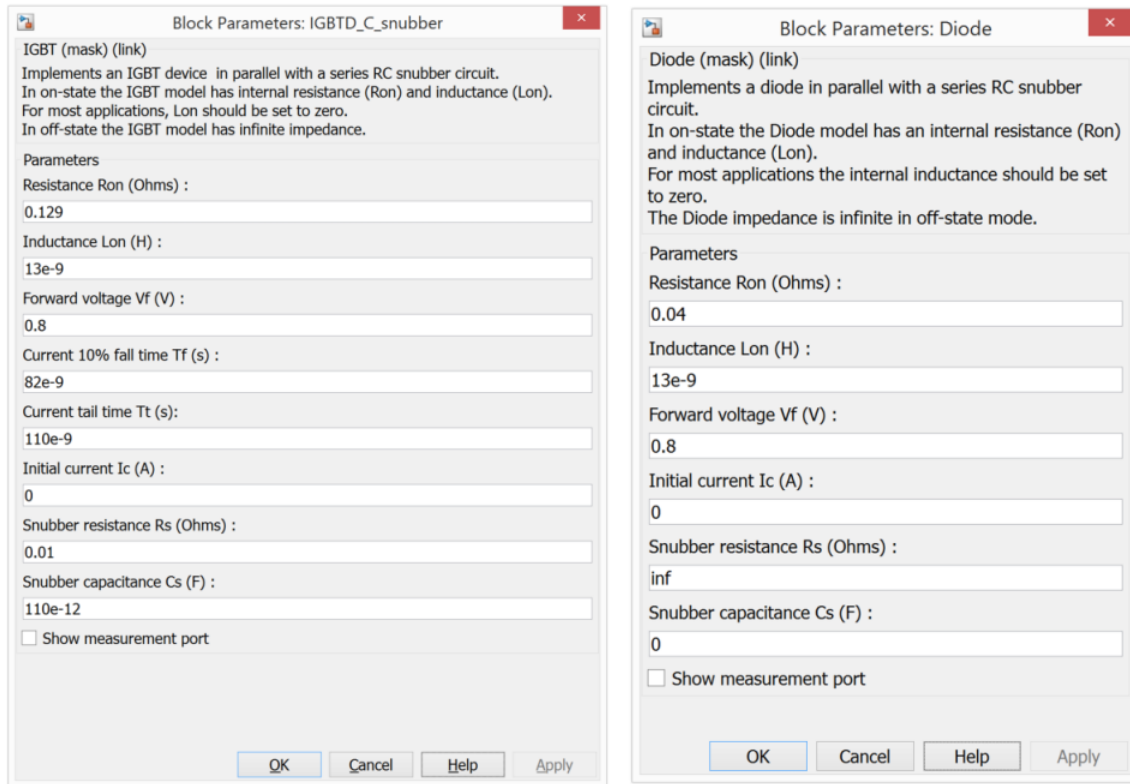 Block Parameters: IGBTD_C_snubber
IGBT (mask) (link)
Implements an IGBT device  in parallel with a series RC snubber circuit.
In on-state the IGBT model has internal resistance (Ron) and inductance (Lon).
For most applications, Lon should be set to zero.
In off-state the IGBT model has infinite impedance.
Parameters
Resistance Ron (Ohms) :
0.129
Inductance Lon (H) :
13e-9
Forward voltage Vf (V) :
0.8
Current 10% fall time Tf (s) :
82e-9
Current tail time Tt (s):
110e-9
Initial current Ic (A) :
0
Snubber resistance Rs (Ohms) :
0.01
Snubber capacitance Cs (F) :
110e-12
Show measurement port
OK Cancel Help Apply
Block Parameters: Diode
Diode (mask) (link)
Implements a diode in parallel with a series RC snubber
circuit.
In on-state the Diode model has an internal resistance (Ron)
and inductance (Lon).
For most applications the internal inductance should be set
to zero.
The Diode impedance is infinite in off-state mode.
Parameters
Resistance Ron (Ohms) :
0.04
Inductance Lon (H) :
13e-9
Forward voltage Vf (V) :
0.8
Initial current Ic (A) :
0
Snubber resistance Rs (Ohms) :
inf
Snubber capacitance Cs (F) :
0
Show measurement port
OK Cancel Help Apply